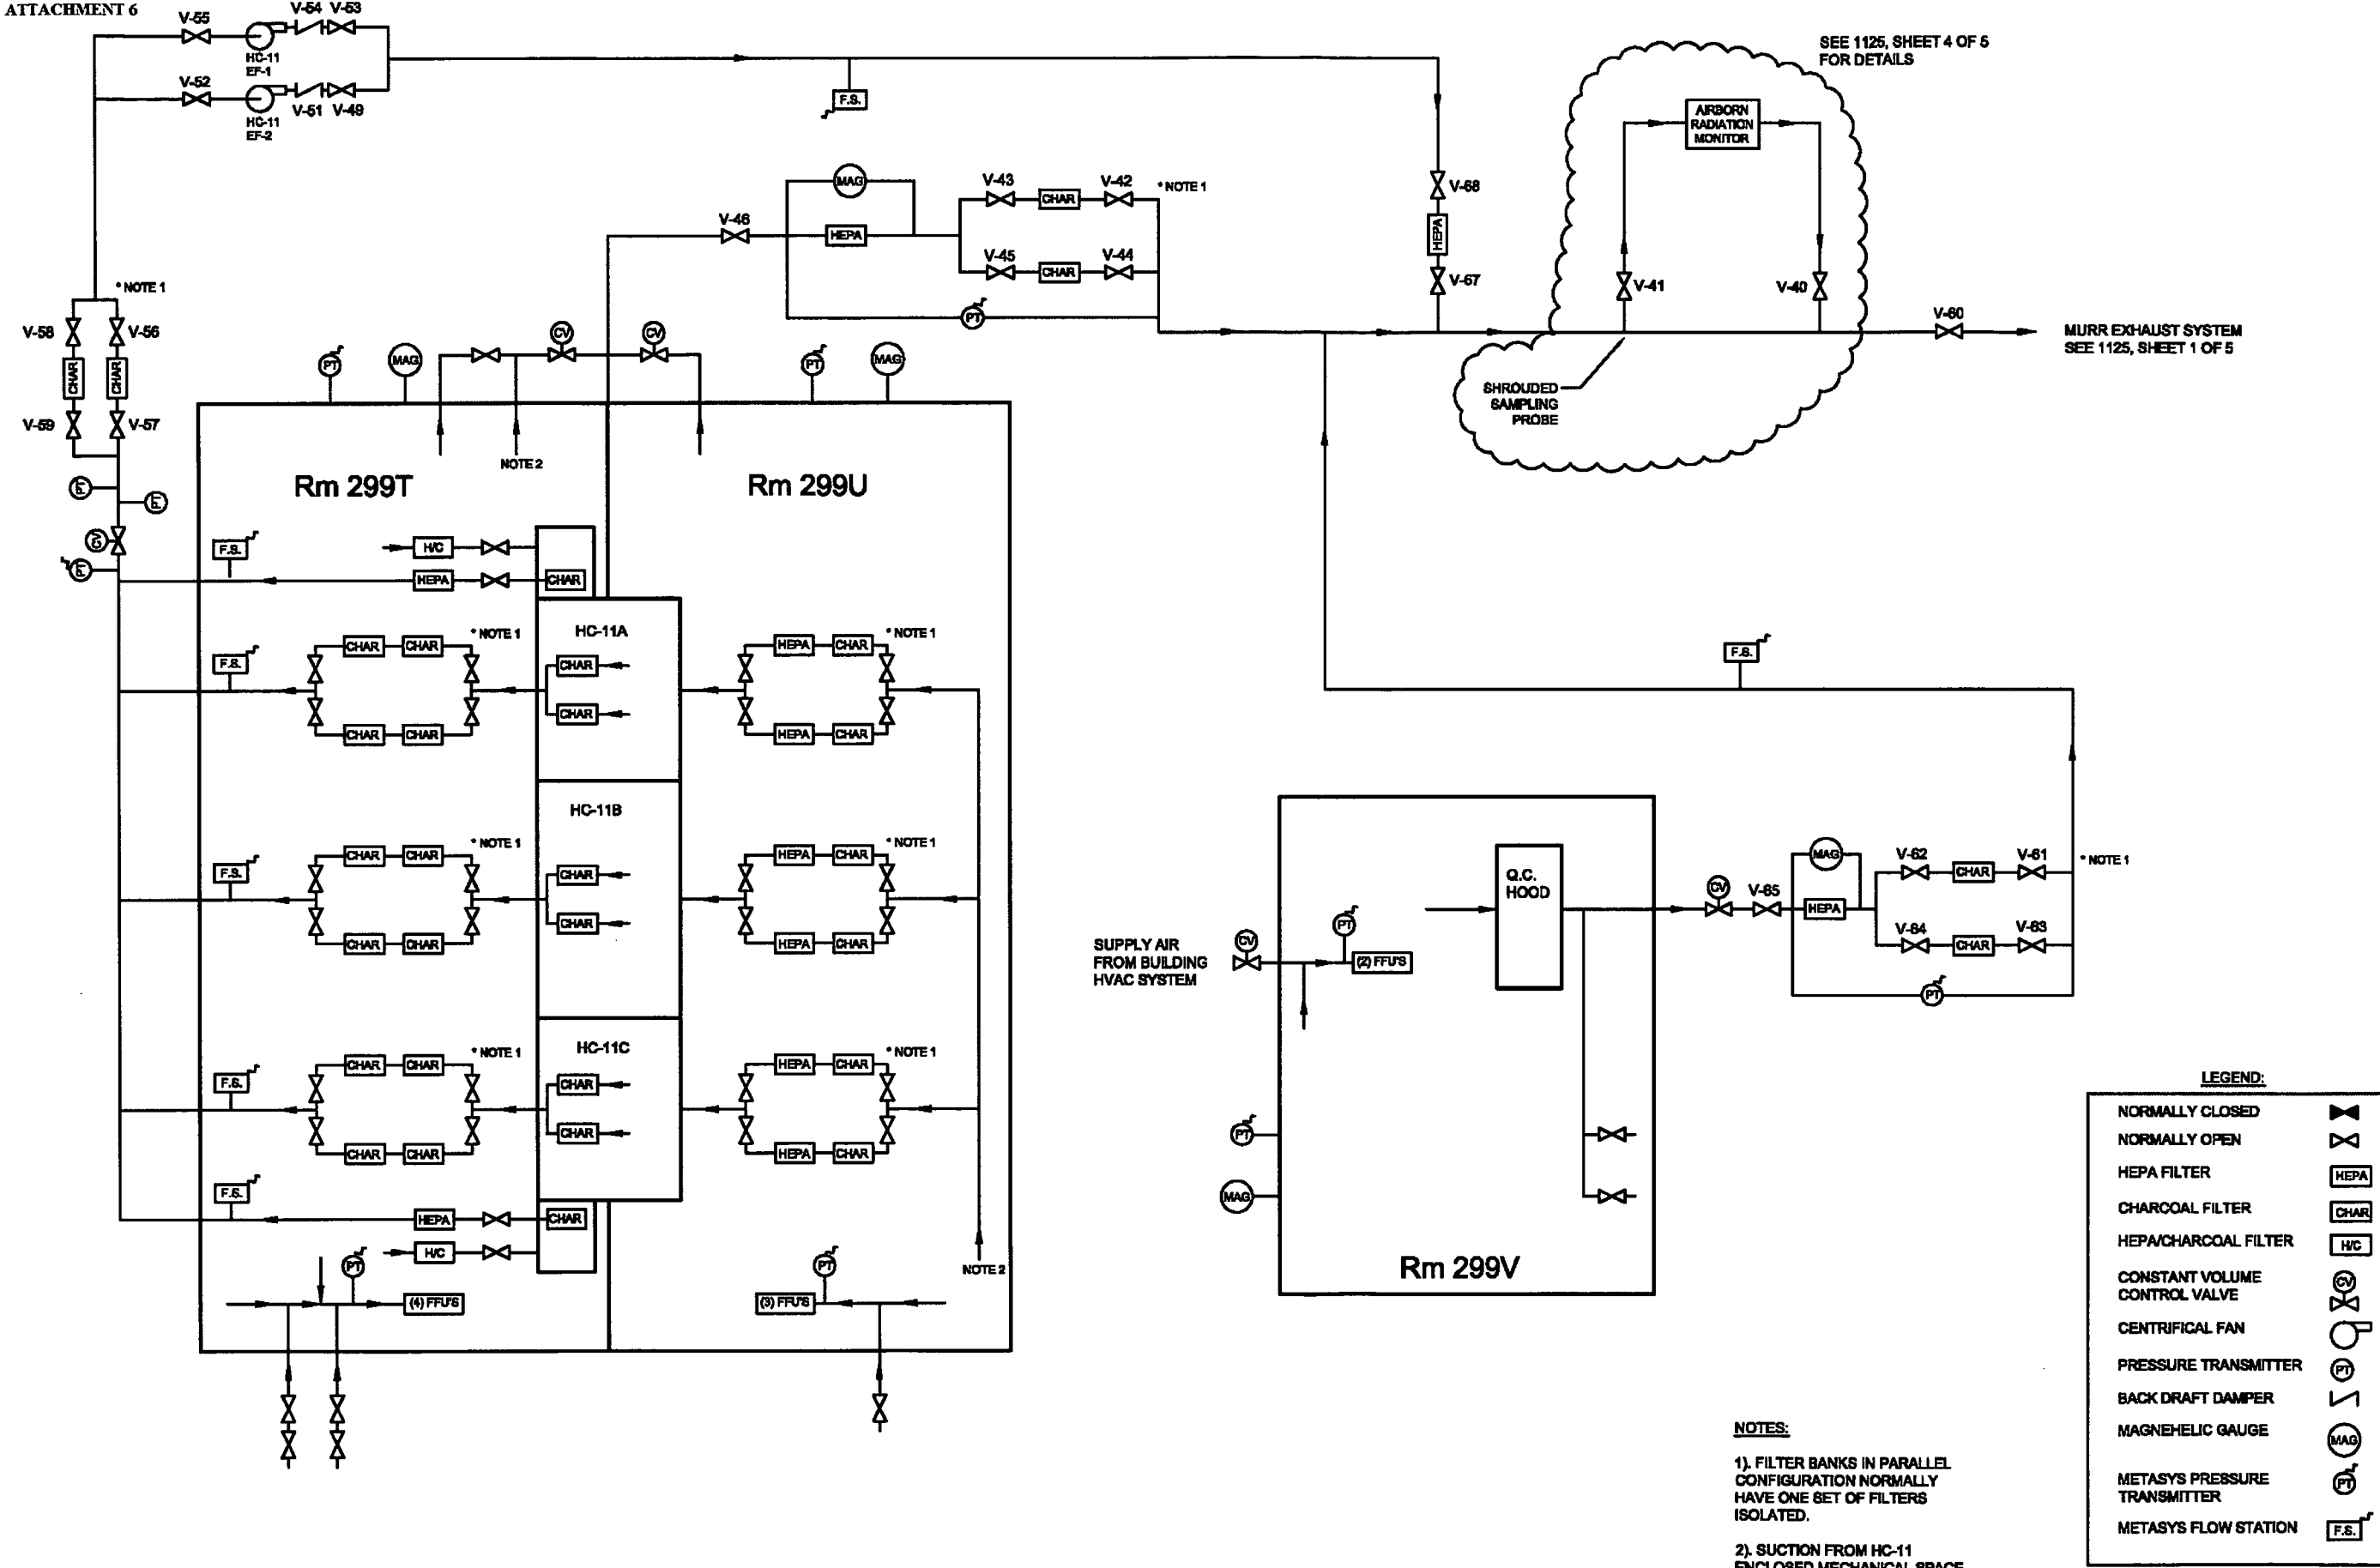 ATTACHMENT 6
V-55
V-54 V-53
HC-11
EF-1
V-52
V-51 V-49
HC-11
EF-2
F.S.
SEE 1125, SHEET 4 OF 5
FOR DETAILS
AIRBORN
RADIATION
MONITOR
MAG
V-43
CHAR
V-42
* NOTE 1
V-46
HEPA
V-45
CHAR
V-44
PT
V-68
HEPA
V-67
V-41
V-40
V-60
MURR EXHAUST SYSTEM
SEE 1125, SHEET 1 OF 5
SHROUDED
SAMPLING
PROBE
* NOTE 1
V-58
V-56
CHAR
CHAR
V-59
V-57
PT
PT
CV
PT
PT
MAG
CV
CV
PT
MAG
NOTE 2
Rm 299T
Rm 299U
F.S.
H/C
HEPA
CHAR
F.S.
CHAR
CHAR
* NOTE 1
HC-11A
CHAR
CHAR
HEPA
CHAR
* NOTE 1
CHAR
CHAR
HEPA
CHAR
F.S.
CHAR
CHAR
* NOTE 1
HC-11B
CHAR
CHAR
HEPA
CHAR
* NOTE 1
CHAR
CHAR
HEPA
CHAR
F.S.
CHAR
CHAR
* NOTE 1
HC-11C
CHAR
CHAR
HEPA
CHAR
* NOTE 1
CHAR
CHAR
HEPA
CHAR
F.S.
HEPA
CHAR
H/C
PT
(4) FFU'S
PT
(3) FFU'S
NOTE 2
F.S.
SUPPLY AIR
FROM BUILDING
HVAC SYSTEM
CV
PT
(2) FFU'S
Q.C.
HOOD
CV
V-65
MAG
HEPA
V-62
CHAR
V-61
* NOTE 1
V-64
CHAR
V-63
PT
PT
MAG
Rm 299V
LEGEND:
NORMALLY CLOSED
NORMALLY OPEN
HEPA FILTER
HEPA
CHARCOAL FILTER
CHAR
HEPA/CHARCOAL FILTER
H/C
CONSTANT VOLUME
CONTROL VALVE
CV
CENTRIFICAL FAN
PRESSURE TRANSMITTER
PT
BACK DRAFT DAMPER
MAGNEHELIC GAUGE
MAG
METASYS PRESSURE
TRANSMITTER
PT
METASYS FLOW STATION
F.S.
NOTES:
1). FILTER BANKS IN PARALLEL
CONFIGURATION NORMALLY
HAVE ONE SET OF FILTERS
ISOLATED.
2). SUCTION FROM HC-11
ENCLOSED MECHANICAL SPACE